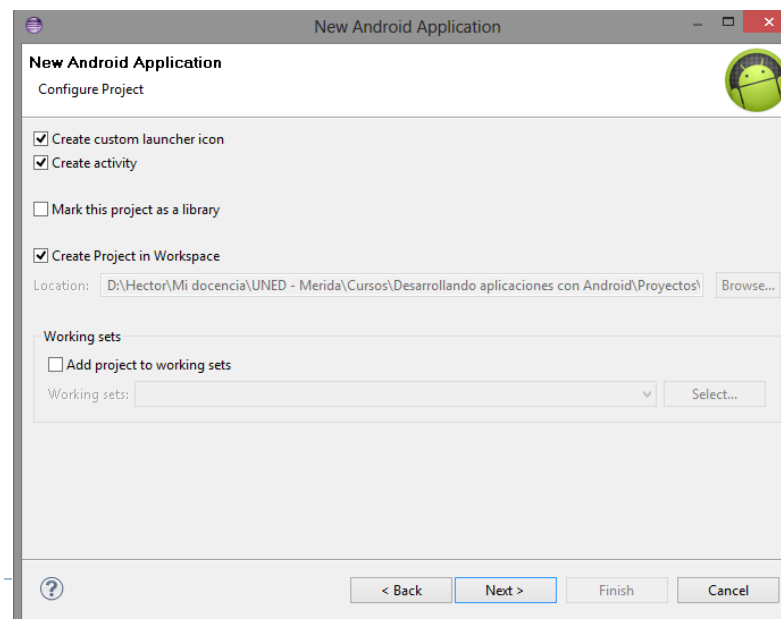 New Android Application
New Android Application
Configure Project
Create custom launcher icon
Create activity
Mark this project as a library
Create Project in Workspace
Location: D:\Hector\Mi docencia\UNED - Merida\Cursos\Desarrollando aplicaciones con Android\Proyectos\ Browse...
Working sets
Add project to working sets
Working sets: Select...
? < Back Next > Finish Cancel